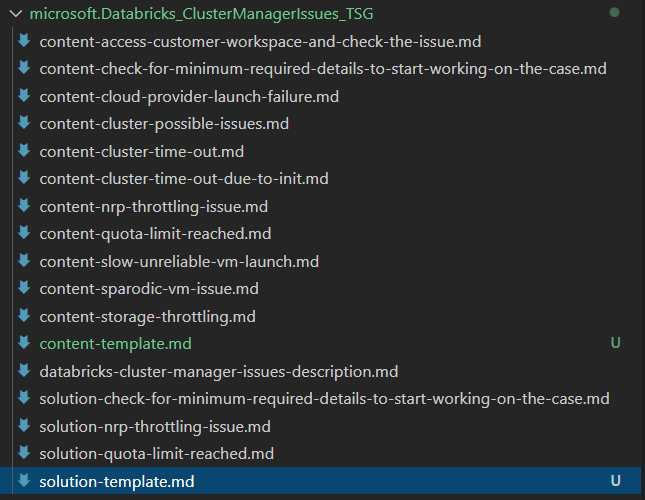 microsoft.Databricks_ClusterManagerIssues_TSG
content-access-customer-workspace-and-check-the-issue.md
content-check-for-minimum-required-details-to-start-working-on-the-case.md
content-cloud-provider-launch-failure.md
content-cluster-possible-issues.md
content-cluster-time-out.md
content-cluster-time-out-due-to-init.md
content-nrp-throttling-issue.md
content-quota-limit-reached.md
content-slow-unreliable-vm-launch.md
content-sparodic-vm-issue.md
content-storage-throttling.md
content-template.md U
databricks-cluster-manager-issues-description.md
solution-check-for-minimum-required-details-to-start-working-on-the-case.md
solution-nrp-throttling-issue.md
solution-quota-limit-reached.md
solution-template.md U